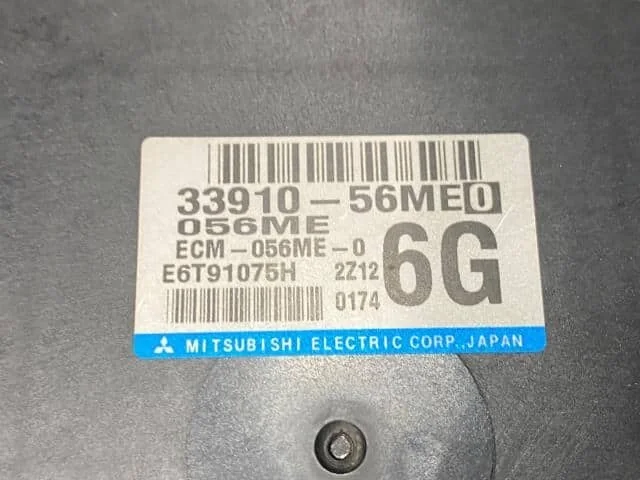 33910-56ME0
056ME
ECM-056ME-0
E6T91075H 2Z12
0174
6G
MITSUBISHI ELECTRIC CORP., JAPAN